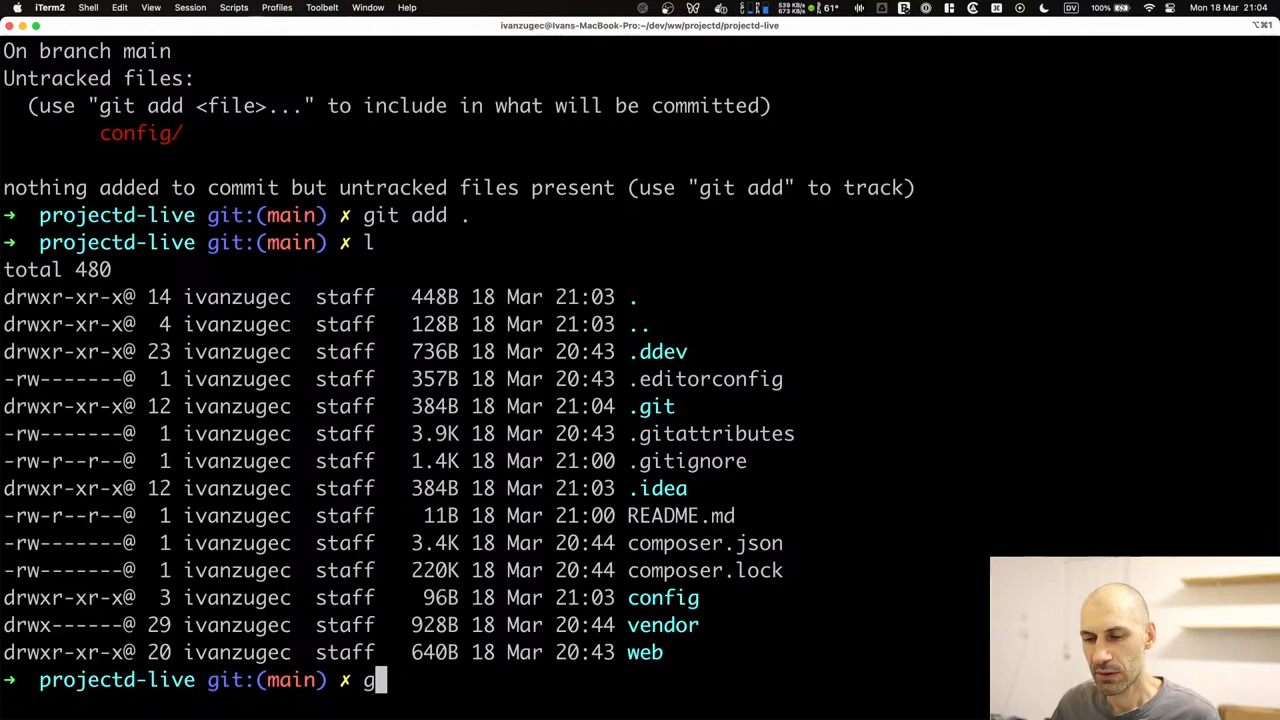 iTerm2 Shell Edit View Session Scripts Profiles Toolbelt Window Help 539 KB/s 673 KB/s 61° DV 100% Mon 18 Mar 21:04
ivanzugec@Ivans-MacBook-Pro:~/dev/ww/projectd/projectd-live ⌥⌘1
On branch main
Untracked files:
(use "git add <file>..." to include in what will be committed)
config/
nothing added to commit but untracked files present (use "git add" to track)
→ projectd-live git:(main) ✗ git add .
→ projectd-live git:(main) ✗ l
total 480
drwxr-xr-x@ 14 ivanzugec staff 448B 18 Mar 21:03 .
drwxr-xr-x@ 4 ivanzugec staff 128B 18 Mar 21:03 ..
drwxr-xr-x@ 23 ivanzugec staff 736B 18 Mar 20:43 .ddev
-rw-------@ 1 ivanzugec staff 357B 18 Mar 20:43 .editorconfig
drwxr-xr-x@ 12 ivanzugec staff 384B 18 Mar 21:04 .git
-rw-------@ 1 ivanzugec staff 3.9K 18 Mar 20:43 .gitattributes
-rw-r--r--@ 1 ivanzugec staff 1.4K 18 Mar 21:00 .gitignore
drwxr-xr-x@ 12 ivanzugec staff 384B 18 Mar 21:03 .idea
-rw-r--r--@ 1 ivanzugec staff 11B 18 Mar 21:00 README.md
-rw-------@ 1 ivanzugec staff 3.4K 18 Mar 20:44 composer.json
-rw-------@ 1 ivanzugec staff 220K 18 Mar 20:44 composer.lock
drwxr-xr-x@ 3 ivanzugec staff 96B 18 Mar 21:03 config
drwx------@ 29 ivanzugec staff 928B 18 Mar 20:44 vendor
drwxr-xr-x@ 20 ivanzugec staff 640B 18 Mar 20:43 web
→ projectd-live git:(main) ✗ g